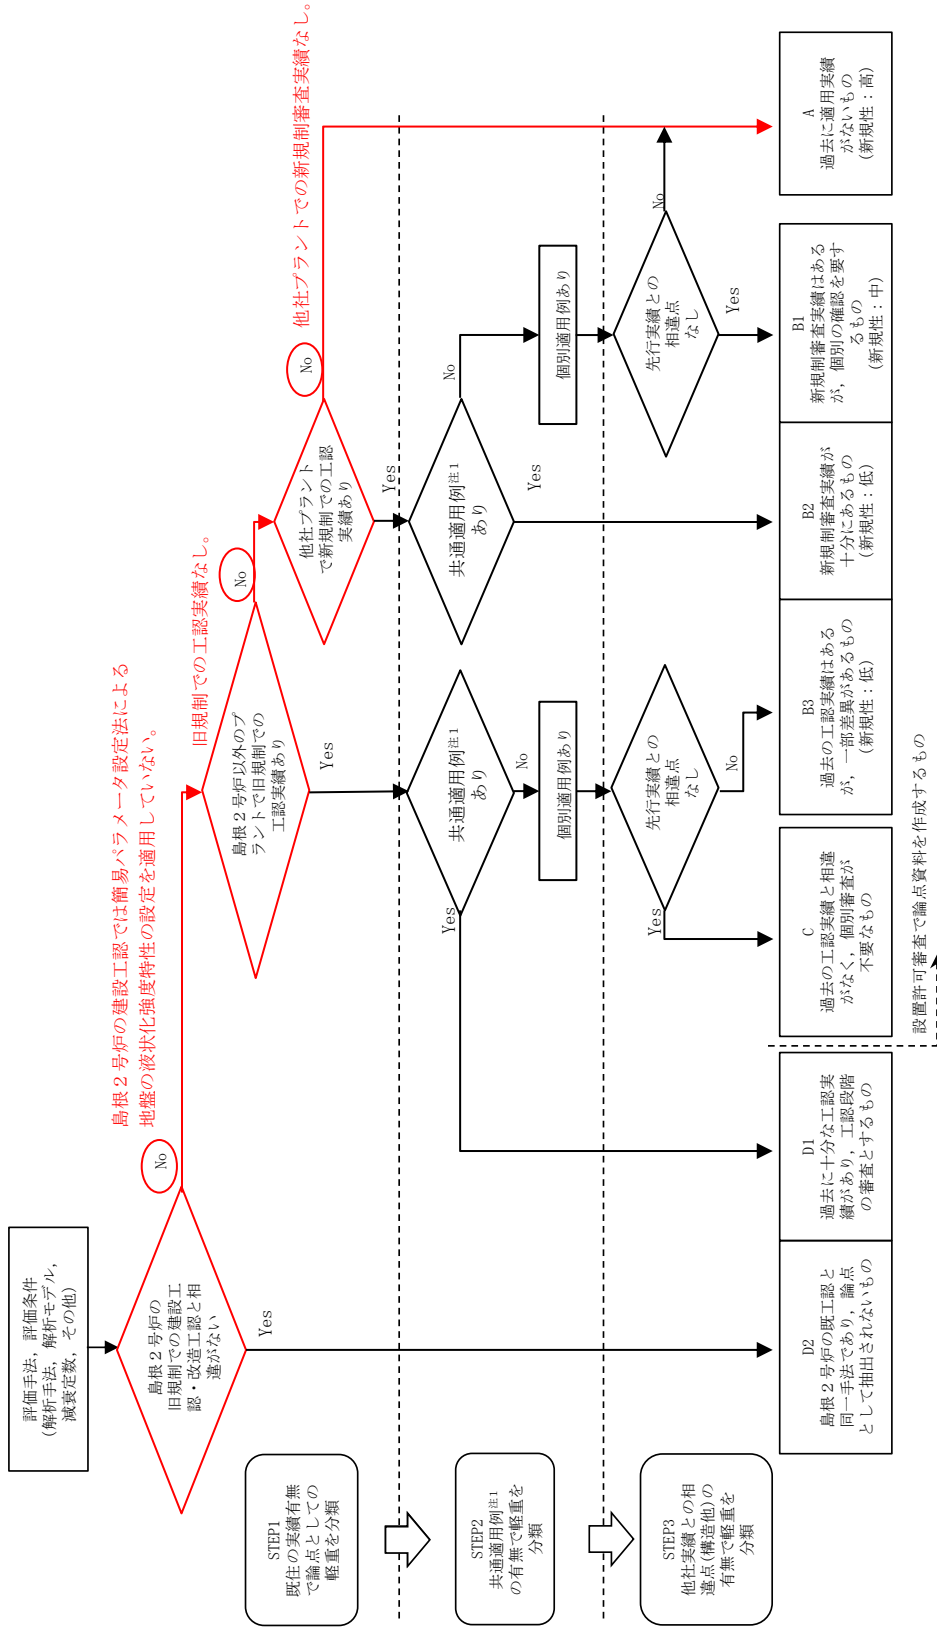 評価手法，評価条件
(解析手法，解析モデル，
減衰定数，その他)
島根２号炉の
旧規制での建設工
認・改造工認と相
違がない
No
Yes
島根２号炉の建設工認では簡易パラメータ設定法による
地盤の液状化強度特性の設定を適用していない。
島根２号炉以外のプ
ラントで旧規制での
工認実績あり
No
Yes
旧規制での工認実績なし。
他社プラント
で新規制での工認
実績あり
No
Yes
他社プラントでの新規制審査実績なし。
STEP1
既往の実績有無
で論点としての
軽重を分類
STEP2
共通適用例注1
の有無で軽重を
分類
共通適用例注1
あり
Yes
No
個別適用例あり
共通適用例注1
あり
No
Yes
個別適用例あり
STEP3
他社実績との相
違点(構造他)の
有無で軽重を
分類
先行実績との
相違点
なし
Yes
No
先行実績との
相違点
なし
Yes
No
D2
島根２号炉の既工認と
同一手法であり，論点
として抽出されないもの
D1
過去に十分な工認実
績があり，工認段階
の審査とするもの
C
過去の工認実績と相違
がなく，個別審査が
不要なもの
B3
過去の工認実績はある
が，一部差異があるもの
(新規性：低)
B2
新規制審査実績が
十分にあるもの
(新規性：低)
B1
新規制審査実績はある
が，個別の確認を要す
るもの
(新規性：中)
A
過去に適用実績
がないもの
(新規性：高)
設置許可審査で論点資料を作成するもの